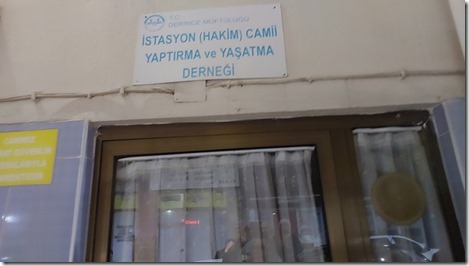 T.C.
DERİNCE MÜFTÜLÜĞÜ
İSTASYON (HAKİM) CAMİİ
YAPTIRMA ve YAŞATMA
DERNEĞİ